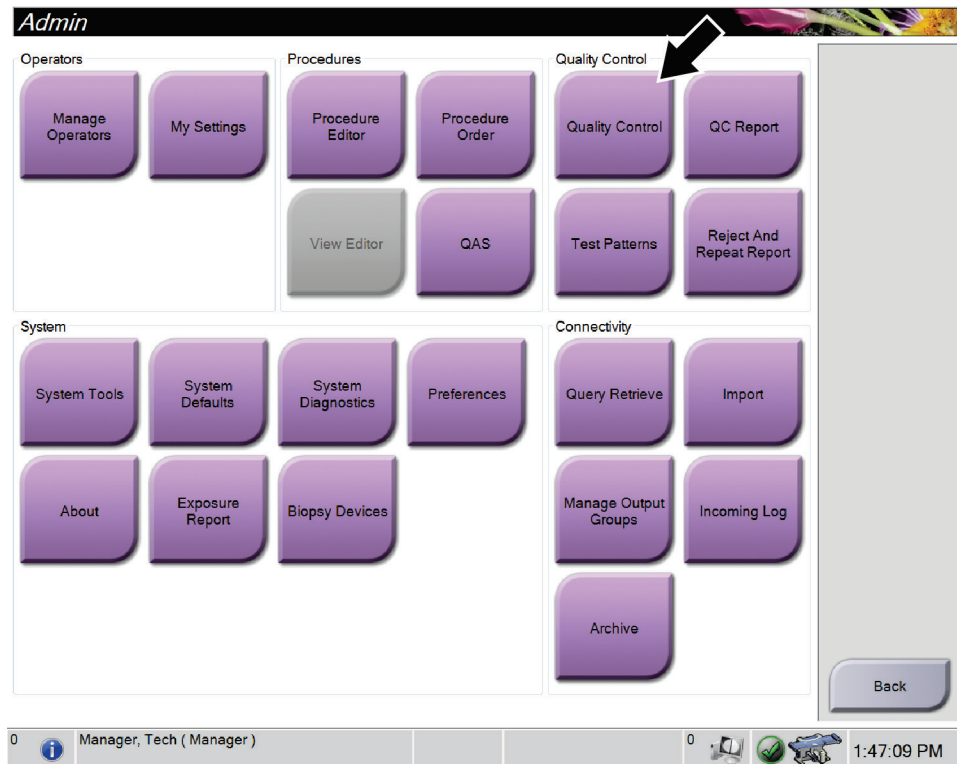 Admin
Operators
Manage
Operators
My Settings
Procedures
Procedure
Editor
Procedure
Order
View Editor
QAS
Quality Control
Quality Control
QC Report
Test Patterns
Reject And
Repeat Report
System
System Tools
System
Defaults
System
Diagnostics
Preferences
About
Exposure
Report
Biopsy Devices
Connectivity
Query Retrieve
Import
Manage Output
Groups
Incoming Log
Archive
Back
0
Manager, Tech ( Manager )
0
1:47:09 PM